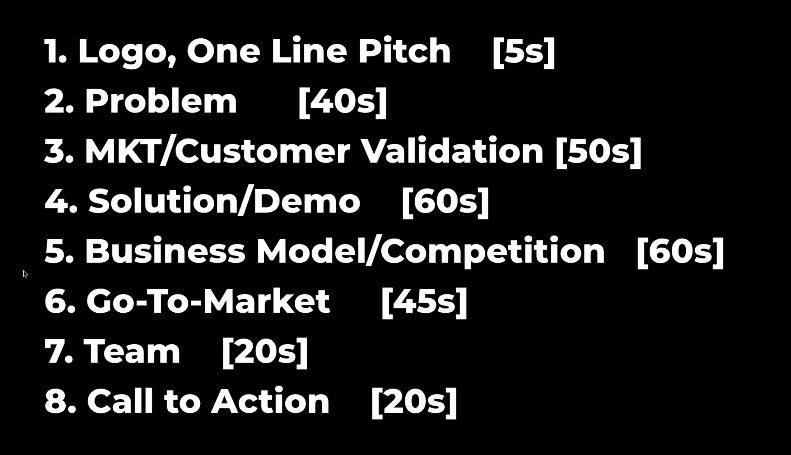 1. Logo, One Line Pitch [5s]
2. Problem [40s]
3. MKT/Customer Validation [50s]
4. Solution/Demo [60s]
5. Business Model/Competition [60s]
6. Go-To-Market [45s]
7. Team [20s]
8. Call to Action [20s]